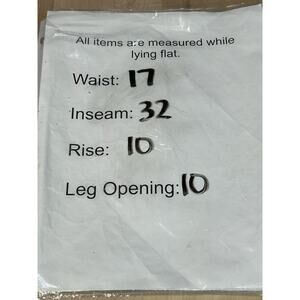 All items are measured while
lying flat.
Waist: 17
Inseam: 32
Rise: 10
Leg Opening: 10